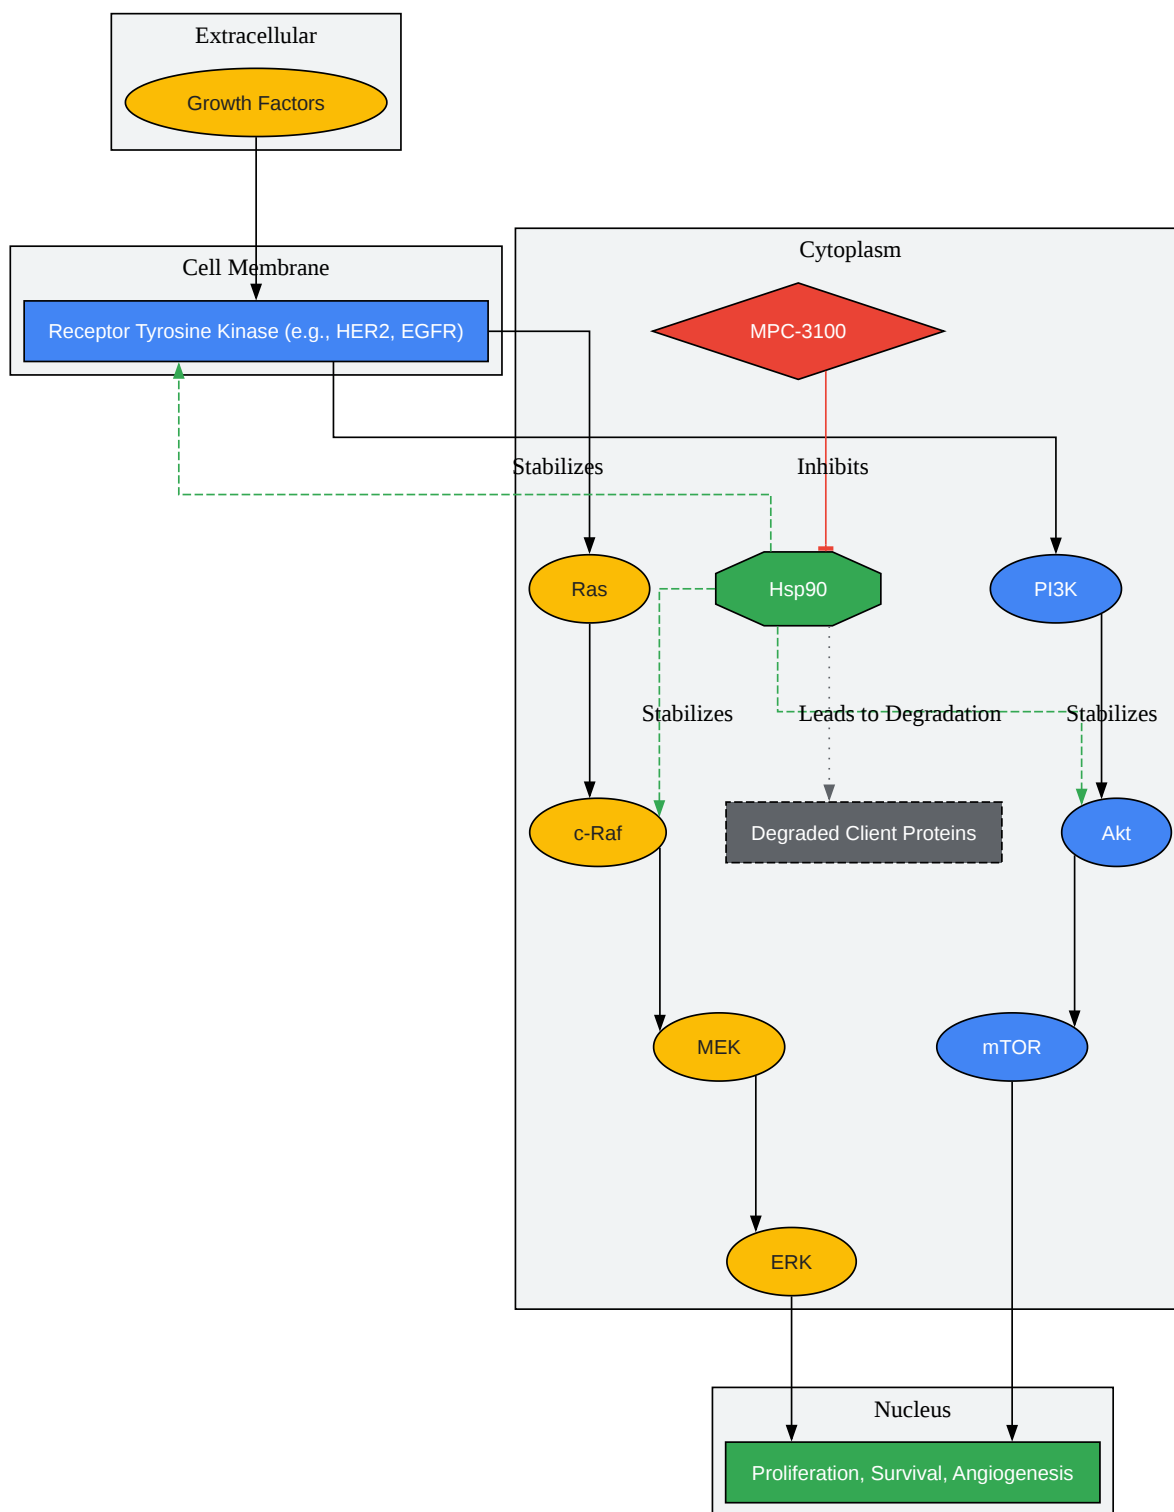 Extracellular
Growth Factors
Cell Membrane
Receptor Tyrosine Kinase (e.g., HER2, EGFR)
Cytoplasm
MPC-3100
Stabilizes
Inhibits
Ras
Hsp90
PI3K
Stabilizes
Leads to Degradation
Stabilizes
c-Raf
Degraded Client Proteins
Akt
MEK
mTOR
ERK
Nucleus
Proliferation, Survival, Angiogenesis